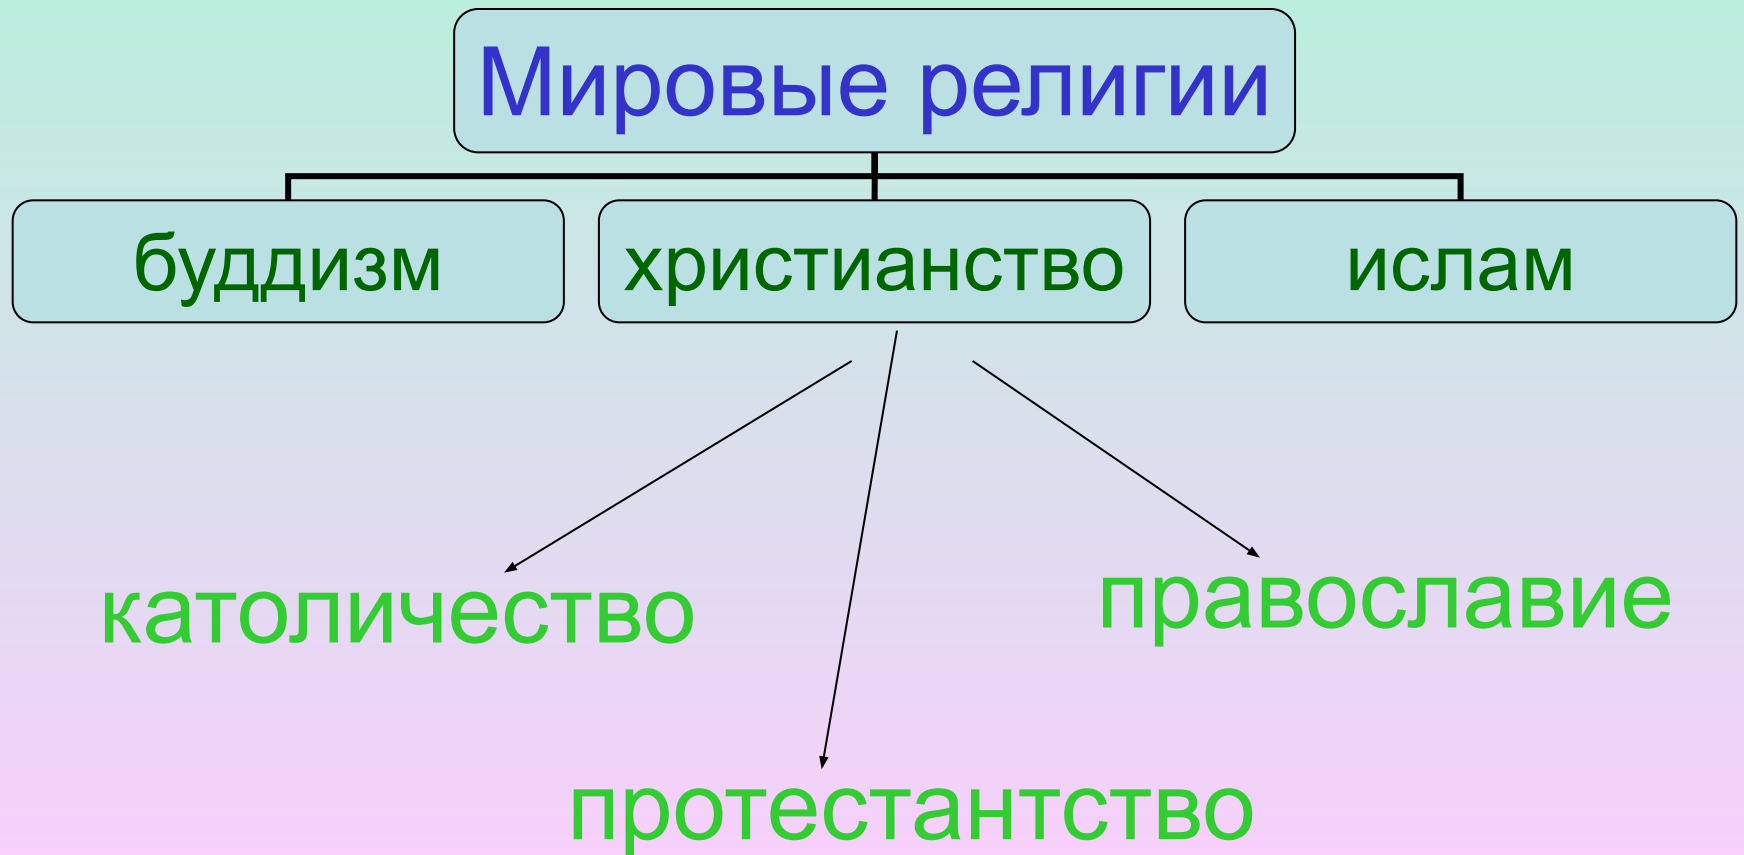 Мировые религии
буддизм
христианство
ислам
католичество
православие
протестантство